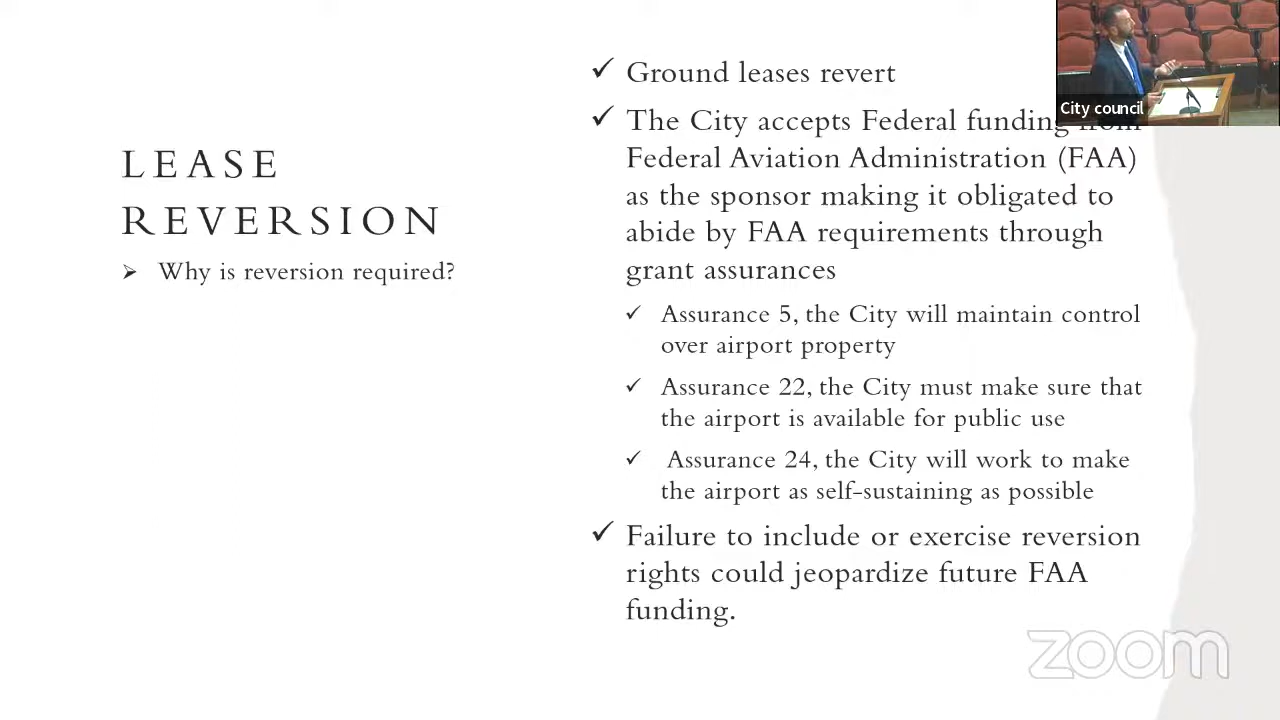 LEASE
REVERSION
Why is reversion required?
Ground leases revert
The City accepts Federal funding from
Federal Aviation Administration (FAA)
as the sponsor making it obligated to
abide by FAA requirements through
grant assurances
Assurance 5, the City will maintain control
over airport property
Assurance 22, the City must make sure that
the airport is available for public use
Assurance 24, the City will work to make
the airport as self-sustaining as possible
Failure to include or exercise reversion
rights could jeopardize future FAA
funding.
City council
zoom